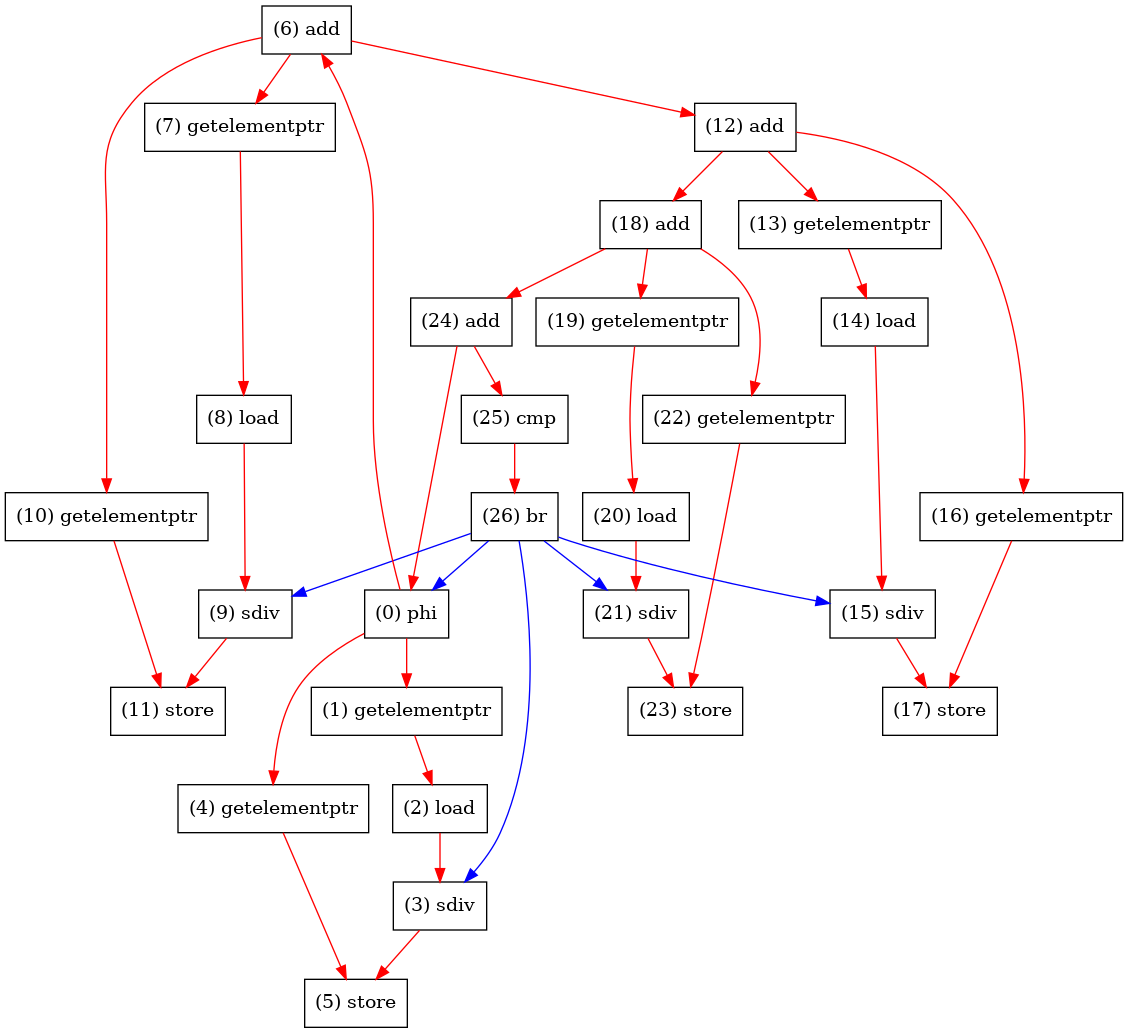 (6) add
(7) getelementptr
(12) add
(18) add
(13) getelementptr
(24) add
(19) getelementptr
(14) load
(8) load
(25) cmp
(22) getelementptr
(10) getelementptr
(26) br
(20) load
(16) getelementptr
(9) sdiv
(0) phi
(21) sdiv
(15) sdiv
(11) store
(1) getelementptr
(23) store
(17) store
(4) getelementptr
(2) load
(3) sdiv
(5) store